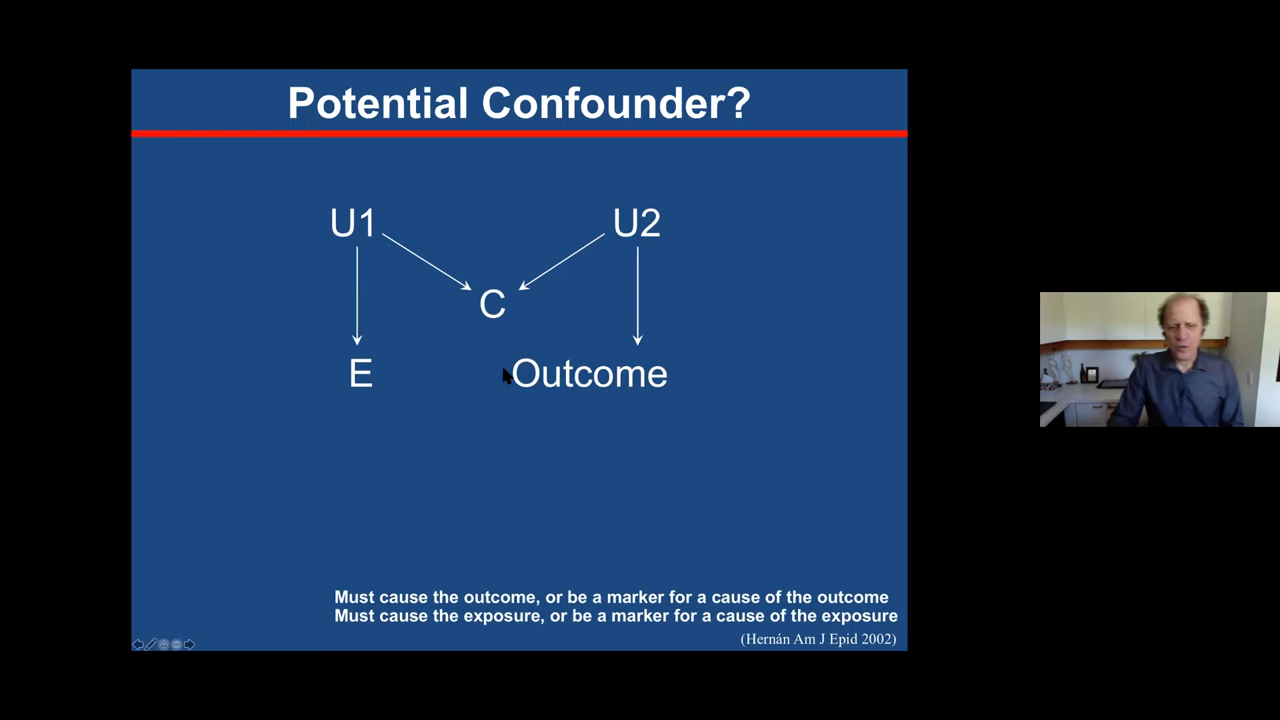 Potential Confounder?
U1 U2
C
E Outcome
Must cause the outcome, or be a marker for a cause of the outcome
Must cause the exposure, or be a marker for a cause of the exposure
(Hernán Am J Epid 2002)